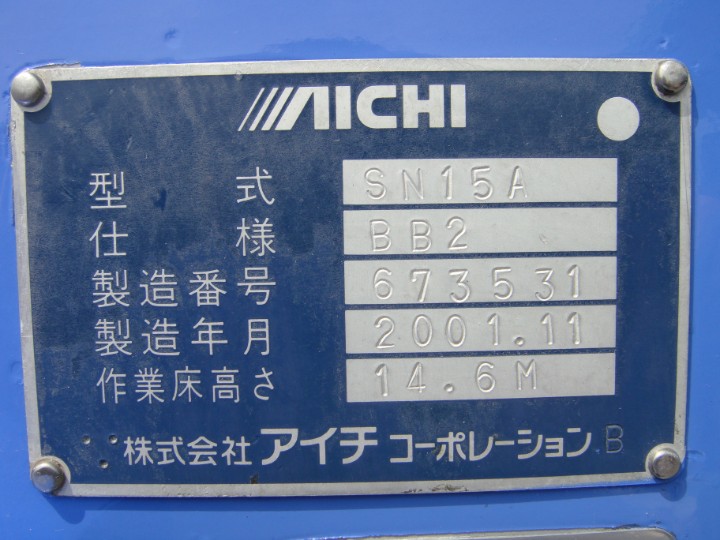 AICHI
型式 SN15A
仕様 BB2
製造番号 673531
製造年月 2001.11
作業床高さ 14.6M
株式会社 アイチ コーポレーション B